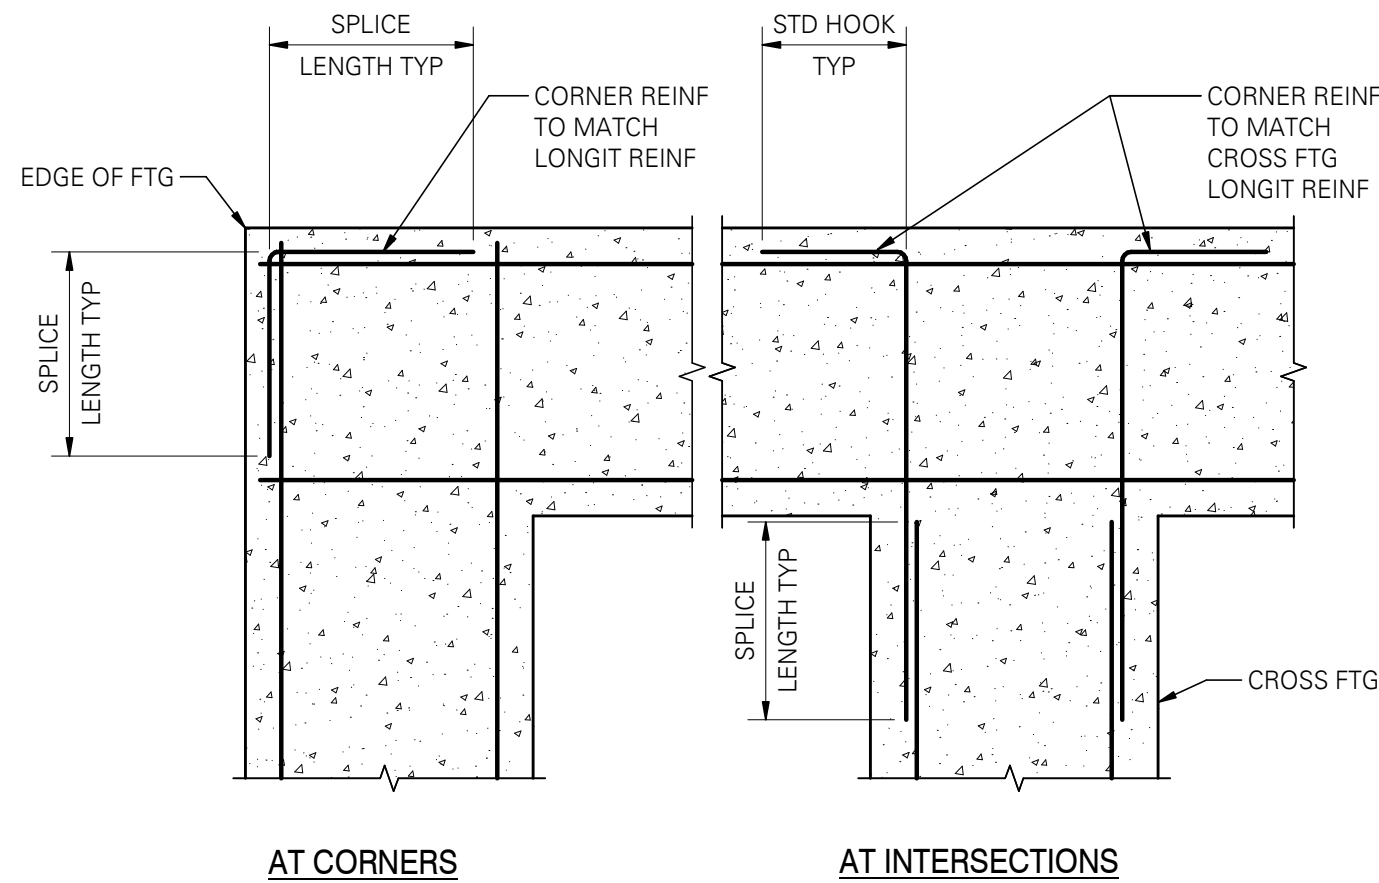 SPLICE
LENGTH TYP
STD HOOK
TYP
CORNER REINF
TO MATCH
LONGIT REINF
CORNER REINF
TO MATCH
CROSS FTG
LONGIT REINF
EDGE OF FTG
SPLICE
LENGTH TYP
SPLICE
LENGTH TYP
CROSS FTG
AT CORNERS
AT INTERSECTIONS